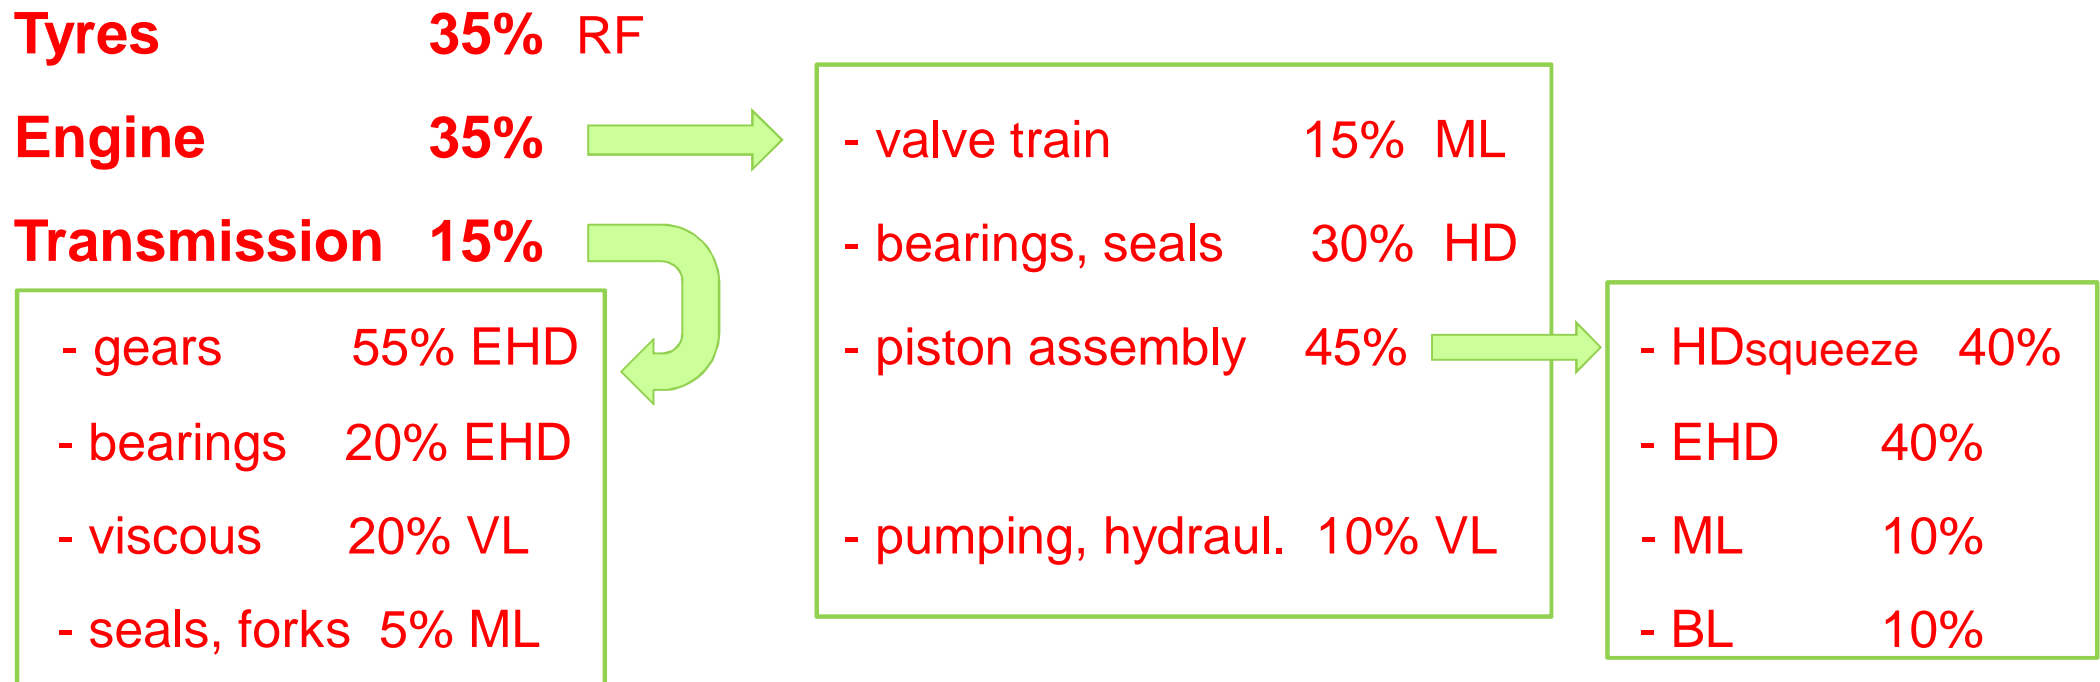 Tyres 35% RF
Engine 35%
Transmission 15%
- gears 55% EHD
- bearings 20% EHD
- viscous 20% VL
- seals, forks 5% ML
- valve train 15% ML
- bearings, seals 30% HD
- piston assembly 45%
- pumping, hydraul. 10% VL
- HDsqueeze 40%
- EHD 40%
- ML 10%
- BL 10%